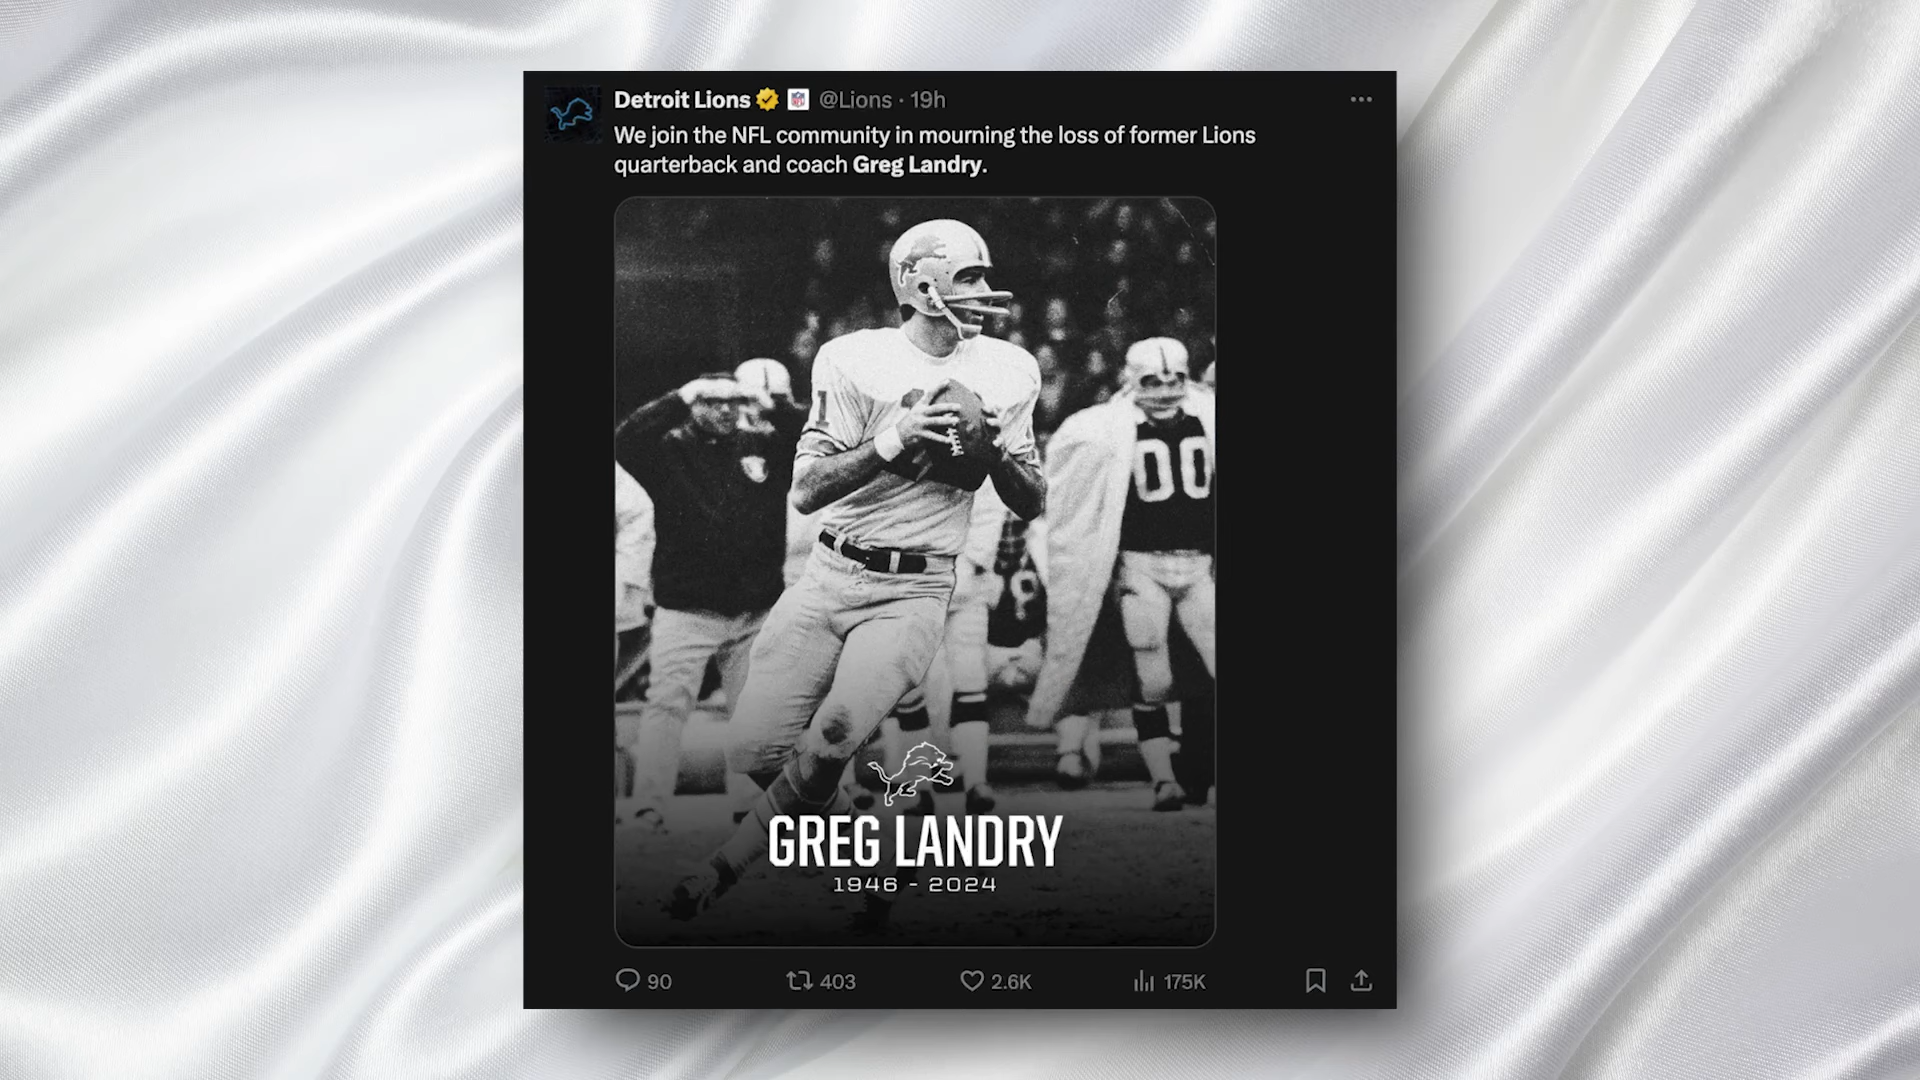 Detroit Lions @Lions · 19h
We join the NFL community in mourning the loss of former Lions
quarterback and coach Greg Landry.
1
00
GREG LANDRY
1946 - 2024
90 403 2.6K 175K